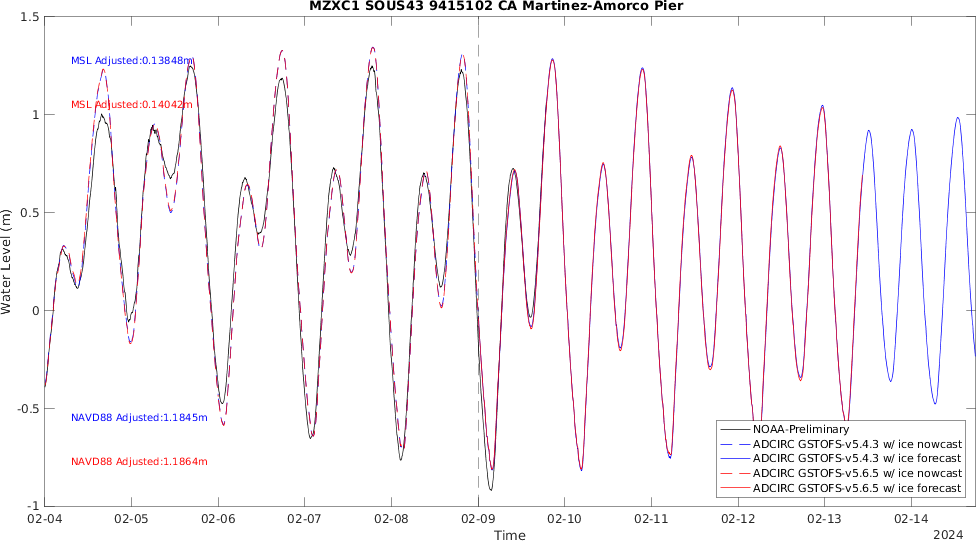 MZXC1 SOUS43 9415102 CA Martinez-Amorco Pier
1.5
MSL Adjusted:0.13848m
MSL Adjusted:0.14042m
1
0.5
Water Level (m)
0
-0.5
NAVD88 Adjusted:1.1845m
NAVD88 Adjusted:1.1864m
-1
NOAA-Preliminary
ADCIRC GSTOFS-v5.4.3 w/ ice nowcast
ADCIRC GSTOFS-v5.4.3 w/ ice forecast
ADCIRC GSTOFS-v5.6.5 w/ ice nowcast
ADCIRC GSTOFS-v5.6.5 w/ ice forecast
02-04 02-05 02-06 02-07 02-08 02-09 02-10 02-11 02-12 02-13 02-14
Time
2024